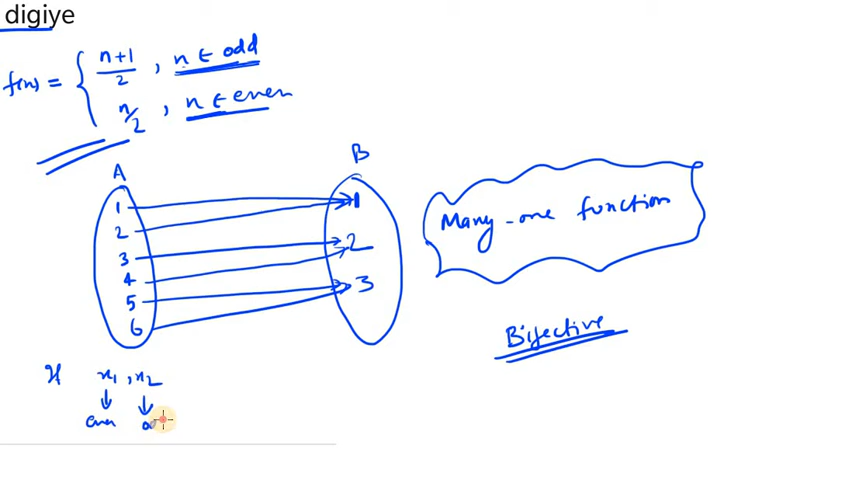 digiye
f(n) = { n+1/2 , n ∈ odd
n/2 , n ∈ even
A B
1 1
2 2
3 3
4
5
6
Many-one function
Bijective
If x1 , x2
↓ ↓
even o